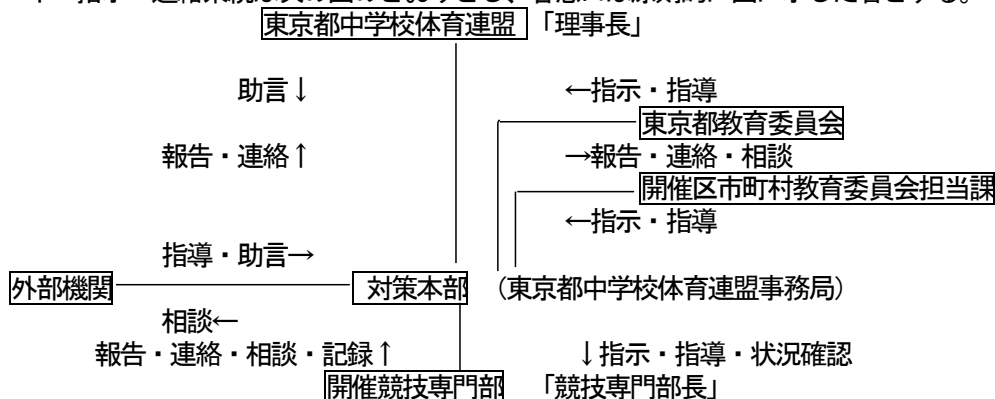 東京都中学校体育連盟 「理事長」
助言↓ ←指示・指導
東京都教育委員会
報告・連絡↑ →報告・連絡・相談
開催区市町村教育委員会担当課
←指示・指導
指導・助言→
外部機関 対策本部 (東京都中学校体育連盟事務局)
相談←
報告・連絡・相談・記録↑ ↓指示・指導・状況確認
開催競技専門部 「競技専門部長」